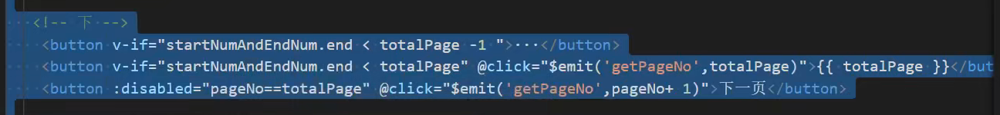 <!-- 下 -->
<button v-if="startNumAndEndNum.end < totalPage -1 ">···</button>
<button v-if="startNumAndEndNum.end < totalPage" @click="$emit('getPageNo',totalPage)">{{ totalPage }}</but
<button :disabled="pageNo==totalPage" @click="$emit('getPageNo',pageNo+ 1)">下一页</button>